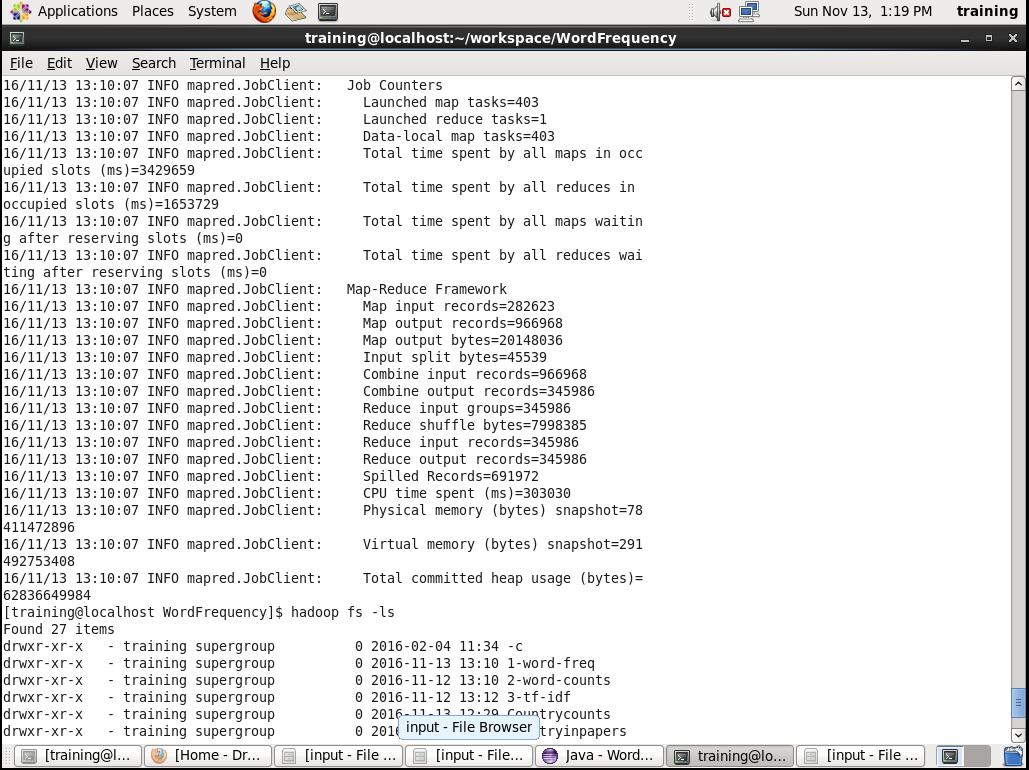 Applications Places System Sun Nov 13, 1:19 PM training
training@localhost:~/workspace/WordFrequency
File Edit View Search Terminal Help
16/11/13 13:10:07 INFO mapred.JobClient:   Job Counters
16/11/13 13:10:07 INFO mapred.JobClient:     Launched map tasks=403
16/11/13 13:10:07 INFO mapred.JobClient:     Launched reduce tasks=1
16/11/13 13:10:07 INFO mapred.JobClient:     Data-local map tasks=403
16/11/13 13:10:07 INFO mapred.JobClient:     Total time spent by all maps in occ
upied slots (ms)=3429659
16/11/13 13:10:07 INFO mapred.JobClient:     Total time spent by all reduces in
occupied slots (ms)=1653729
16/11/13 13:10:07 INFO mapred.JobClient:     Total time spent by all maps waitin
g after reserving slots (ms)=0
16/11/13 13:10:07 INFO mapred.JobClient:     Total time spent by all reduces wai
ting after reserving slots (ms)=0
16/11/13 13:10:07 INFO mapred.JobClient:   Map-Reduce Framework
16/11/13 13:10:07 INFO mapred.JobClient:     Map input records=282623
16/11/13 13:10:07 INFO mapred.JobClient:     Map output records=966968
16/11/13 13:10:07 INFO mapred.JobClient:     Map output bytes=20148036
16/11/13 13:10:07 INFO mapred.JobClient:     Input split bytes=45539
16/11/13 13:10:07 INFO mapred.JobClient:     Combine input records=966968
16/11/13 13:10:07 INFO mapred.JobClient:     Combine output records=345986
16/11/13 13:10:07 INFO mapred.JobClient:     Reduce input groups=345986
16/11/13 13:10:07 INFO mapred.JobClient:     Reduce shuffle bytes=7998385
16/11/13 13:10:07 INFO mapred.JobClient:     Reduce input records=345986
16/11/13 13:10:07 INFO mapred.JobClient:     Reduce output records=345986
16/11/13 13:10:07 INFO mapred.JobClient:     Spilled Records=691972
16/11/13 13:10:07 INFO mapred.JobClient:     CPU time spent (ms)=303030
16/11/13 13:10:07 INFO mapred.JobClient:     Physical memory (bytes) snapshot=78
411472896
16/11/13 13:10:07 INFO mapred.JobClient:     Virtual memory (bytes) snapshot=291
492753408
16/11/13 13:10:07 INFO mapred.JobClient:     Total committed heap usage (bytes)=
62836649984
[training@localhost WordFrequency]$ hadoop fs -ls
Found 27 items
drwxr-xr-x   - training supergroup          0 2016-02-04 11:34 -c
drwxr-xr-x   - training supergroup          0 2016-11-13 13:10 1-word-freq
drwxr-xr-x   - training supergroup          0 2016-11-12 13:10 2-word-counts
drwxr-xr-x   - training supergroup          0 2016-11-12 13:12 3-tf-idf
drwxr-xr-x   - training supergroup          0 2016-11-13 12:29 Countrycounts
input - File Browser
drwxr-xr-x   - training supergroup          0 2016 tryinpapers
[training@l... [Home - Dr... [input - File ... [input - File... Java - Word... training@lo... [input - File ...